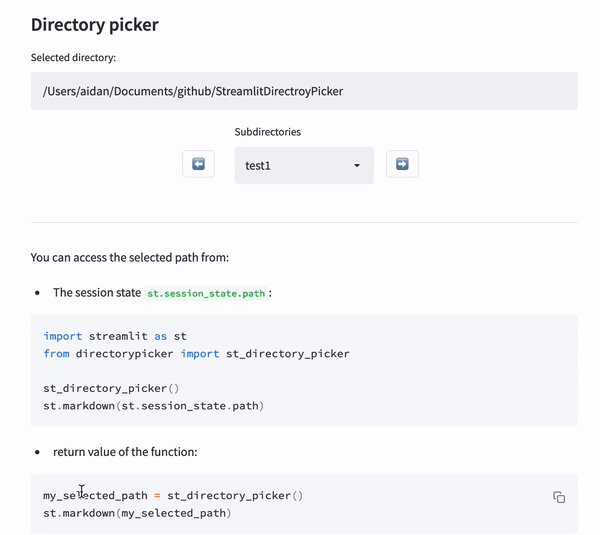 Directory picker
Selected directory:
/Users/aidan/Documents/github/StreamlitDirectroyPicker
Subdirectories
test1
You can access the selected path from:
The session state st.session_state.path :
import streamlit as st
from directorypicker import st_directory_picker
st_directory_picker()
st.markdown(st.session_state.path)
return value of the function:
my_selected_path = st_directory_picker()
st.markdown(my_selected_path)